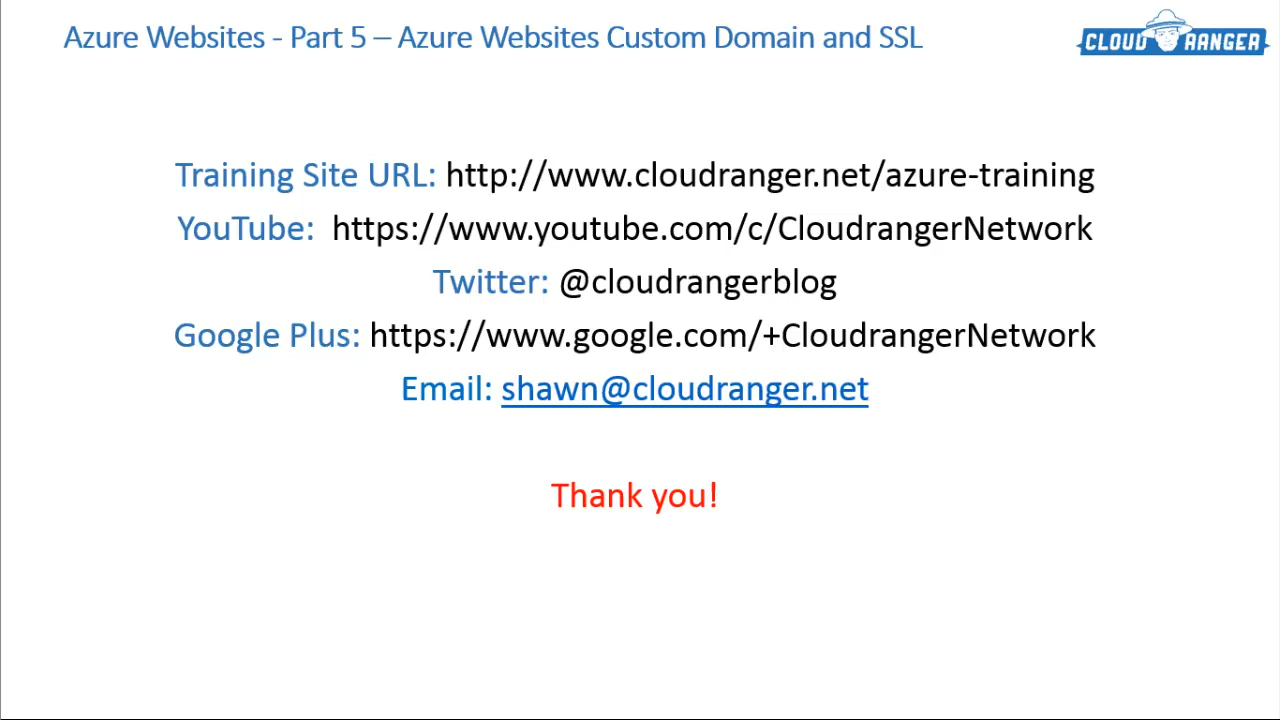 Azure Websites - Part 5 – Azure Websites Custom Domain and SSL
CLOUD RANGER
Training Site URL: http://www.cloudranger.net/azure-training
YouTube: https://www.youtube.com/c/CloudrangerNetwork
Twitter: @cloudrangerblog
Google Plus: https://www.google.com/+CloudrangerNetwork
Email: shawn@cloudranger.net
Thank you!